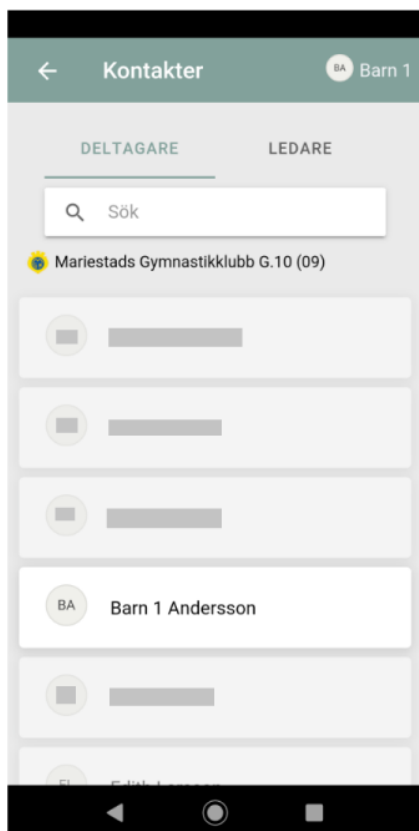 Kontakter
BA Barn 1
DELTAGARE LEDARE
Sök
Mariestads Gymnastikklubb G.10 (09)
BA Barn 1 Andersson